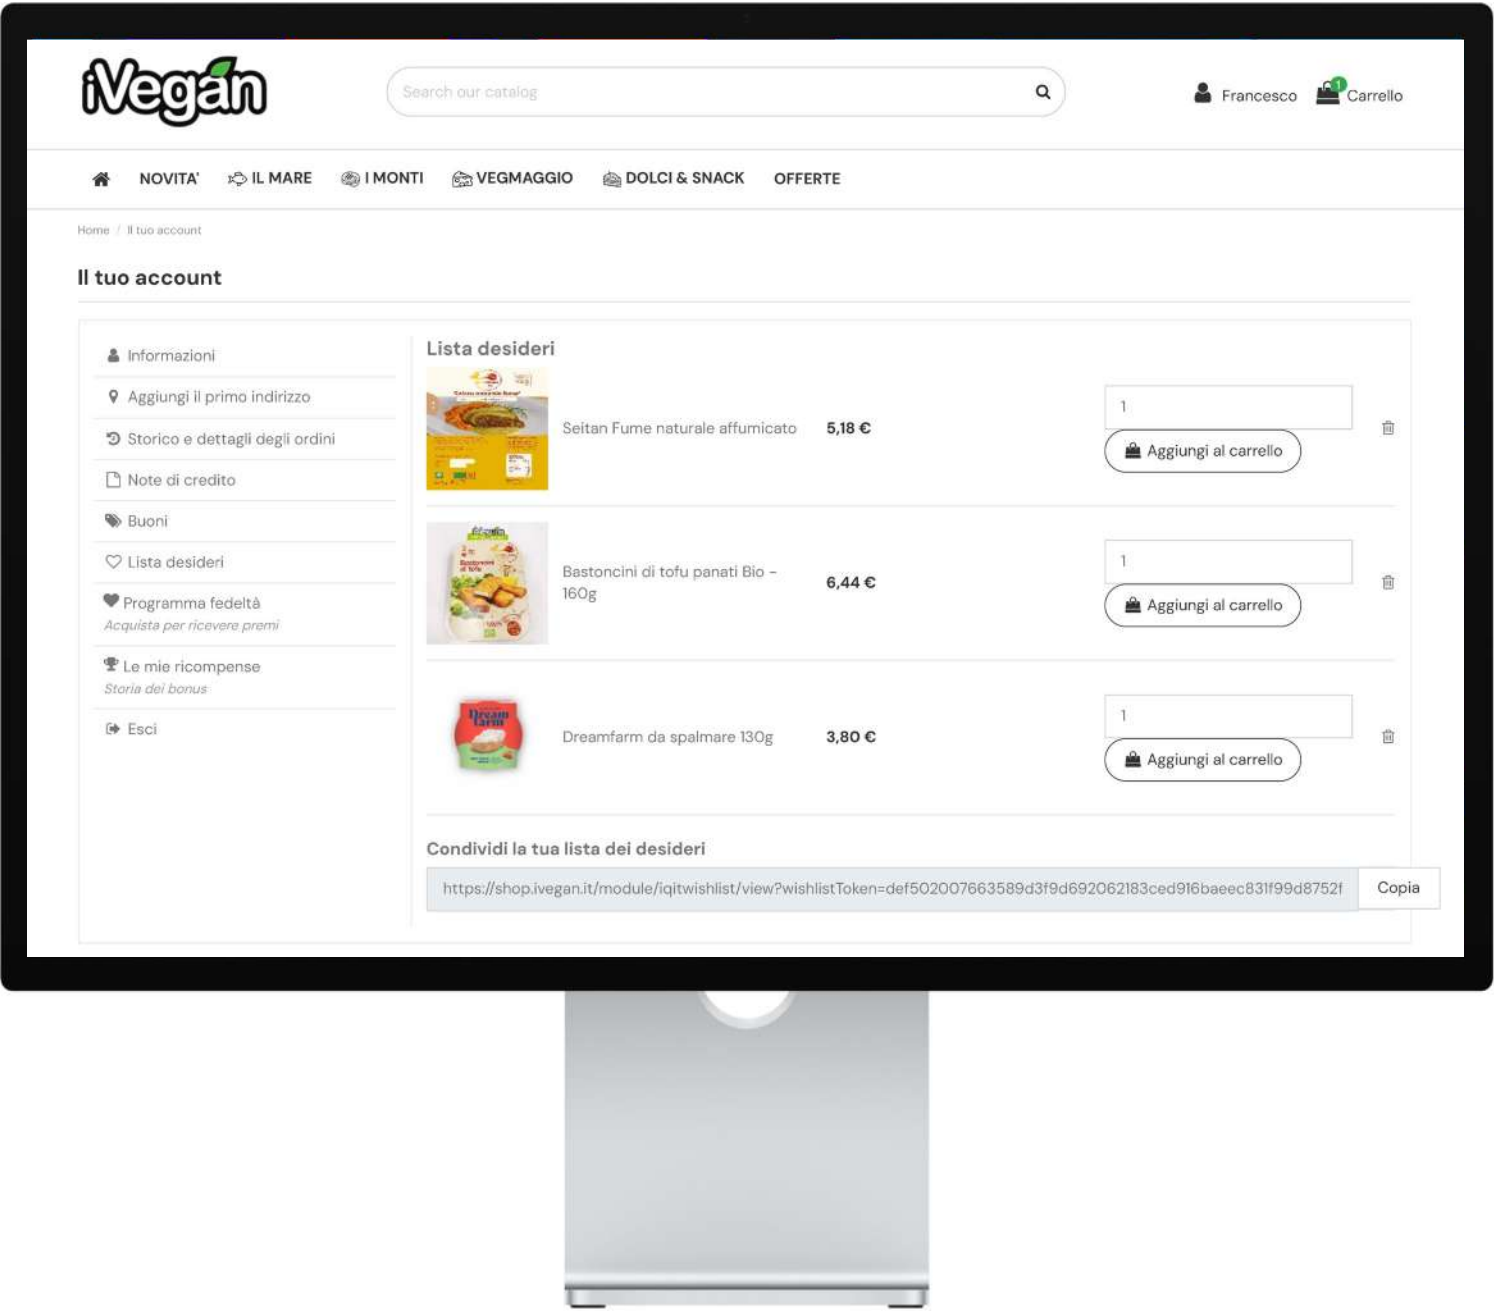 iVegan
Search our catalog
Francesco
1
Carrello
NOVITA'
IL MARE
I MONTI
VEGMAGGIO
DOLCI & SNACK
OFFERTE
Home / Il tuo account
Il tuo account
Informazioni
Aggiungi il primo indirizzo
Storico e dettagli degli ordini
Note di credito
Buoni
Lista desideri
Programma fedeltà
Acquista per ricevere premi
Le mie ricompense
Storia dei bonus
Esci
Lista desideri
Seitan Fume naturale affumicato
5,18 €
1
Aggiungi al carrello
Bastoncini
di tofu
Bastoncini di tofu panati Bio -
160g
6,44 €
1
Aggiungi al carrello
Dream
farm
Dreamfarm da spalmare 130g
3,80 €
1
Aggiungi al carrello
Condividi la tua lista dei desideri
https://shop.ivegan.it/module/iqitwishlist/view?wishlistToken=def502007663589d3f9d692062183ced916baeec831f99d8752f
Copia